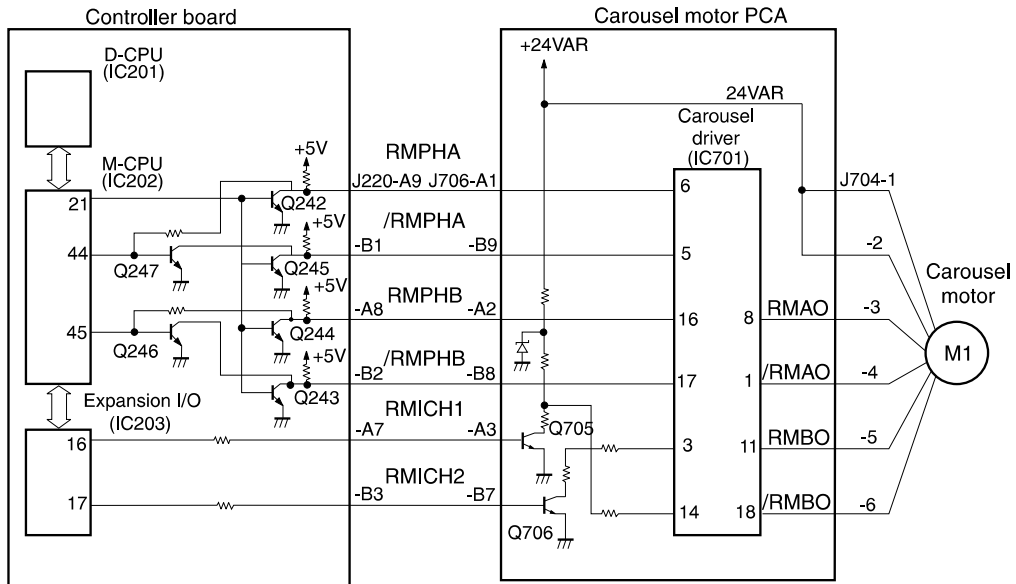 Controller board
Carousel motor PCA
D-CPU
(IC201)
+24VAR
24VAR
Carousel
driver
(IC701)
M-CPU
(IC202)
+5V
RMPHA
J220-A9 J706-A1
6
J704-1
21
Q242
+5V
/RMPHA
-B1
-B9
5
-2
44
Q247
Q245
Carousel
motor
+5V
-A8
RMPHB
-A2
16
8
RMAO
-3
45
Q246
Q244
M1
+5V
/RMPHB
-B2
-B8
17
1
/RMAO
-4
Q243
Expansion I/O
(IC203)
RMICH1
16
-A7
-A3
Q705
3
11
RMBO
-5
RMICH2
17
-B3
-B7
Q706
14
18
/RMBO
-6